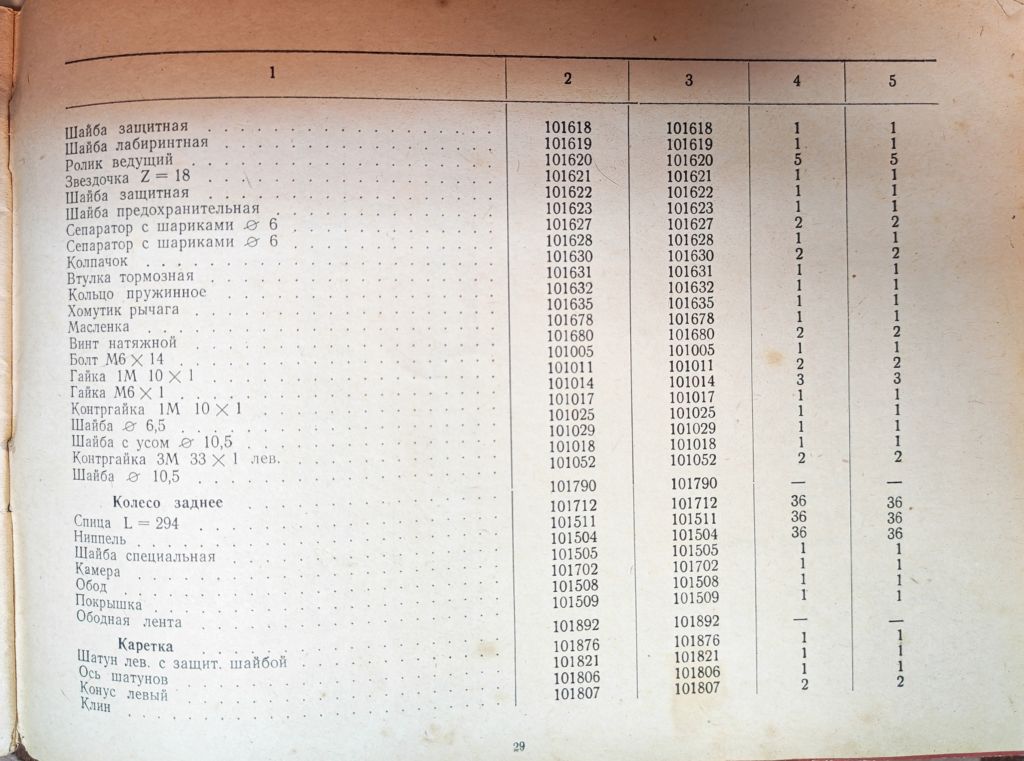 1 2 3 4 5
Шайба защитная . . . 101618 101618 1 1
Шайба лабиринтная . . . 101619 101619 1 1
Ролик ведущий . . . 101620 101620 5 5
Звездочка Z = 18 . . . 101621 101621 1 1
Шайба защитная . . . 101622 101622 1 1
Шайба предохранительная . . . 101623 101623 1 1
Сепаратор с шариками ∅ 6 . . . 101627 101627 2 2
Сепаратор с шариками ∅ 6 . . . 101628 101628 1 1
Колпачок . . . 101630 101630 2 2
Втулка тормозная . . . 101631 101631 1 1
Кольцо пружинное . . . 101632 101632 1 1
Хомутик рычага . . . 101635 101635 1 1
Масленка . . . 101678 101678 1 1
Винт натяжной . . . 101680 101680 2 2
Болт М6 × 14 . . . 101005 101005 1 1
Гайка 1М 10 × 1 . . . 101011 101011 2 2
Гайка М6 × 1 . . . 101014 101014 3 3
Контргайка 1М 10 × 1 . . . 101017 101017 1 1
Шайба ∅ 6,5 . . . 101025 101025 1 1
Шайба с усом ∅ 10,5 . . . 101029 101029 1 1
Контргайка 3М 33 × 1 лев. . . . 101018 101018 1 1
Шайба ∅ 10,5 . . . 101052 101052 2 2
Колесо заднее . . . 101790 101790 — —
Спица L = 294 . . . 101712 101712 36 36
Ниппель . . . 101511 101511 36 36
Шайба специальная . . . 101504 101504 36 36
Камера . . . 101505 101505 1 1
Обод . . . 101702 101702 1 1
Покрышка . . . 101508 101508 1 1
Ободная лента . . . 101509 101509 1 1
Каретка . . . 101892 101892 — —
Шатун лев. с защит. шайбой . . . 101876 101876 1 1
Ось шатунов . . . 101821 101821 1 1
Конус левый . . . 101806 101806 1 1
Клин . . . 101807 101807 2 2
29